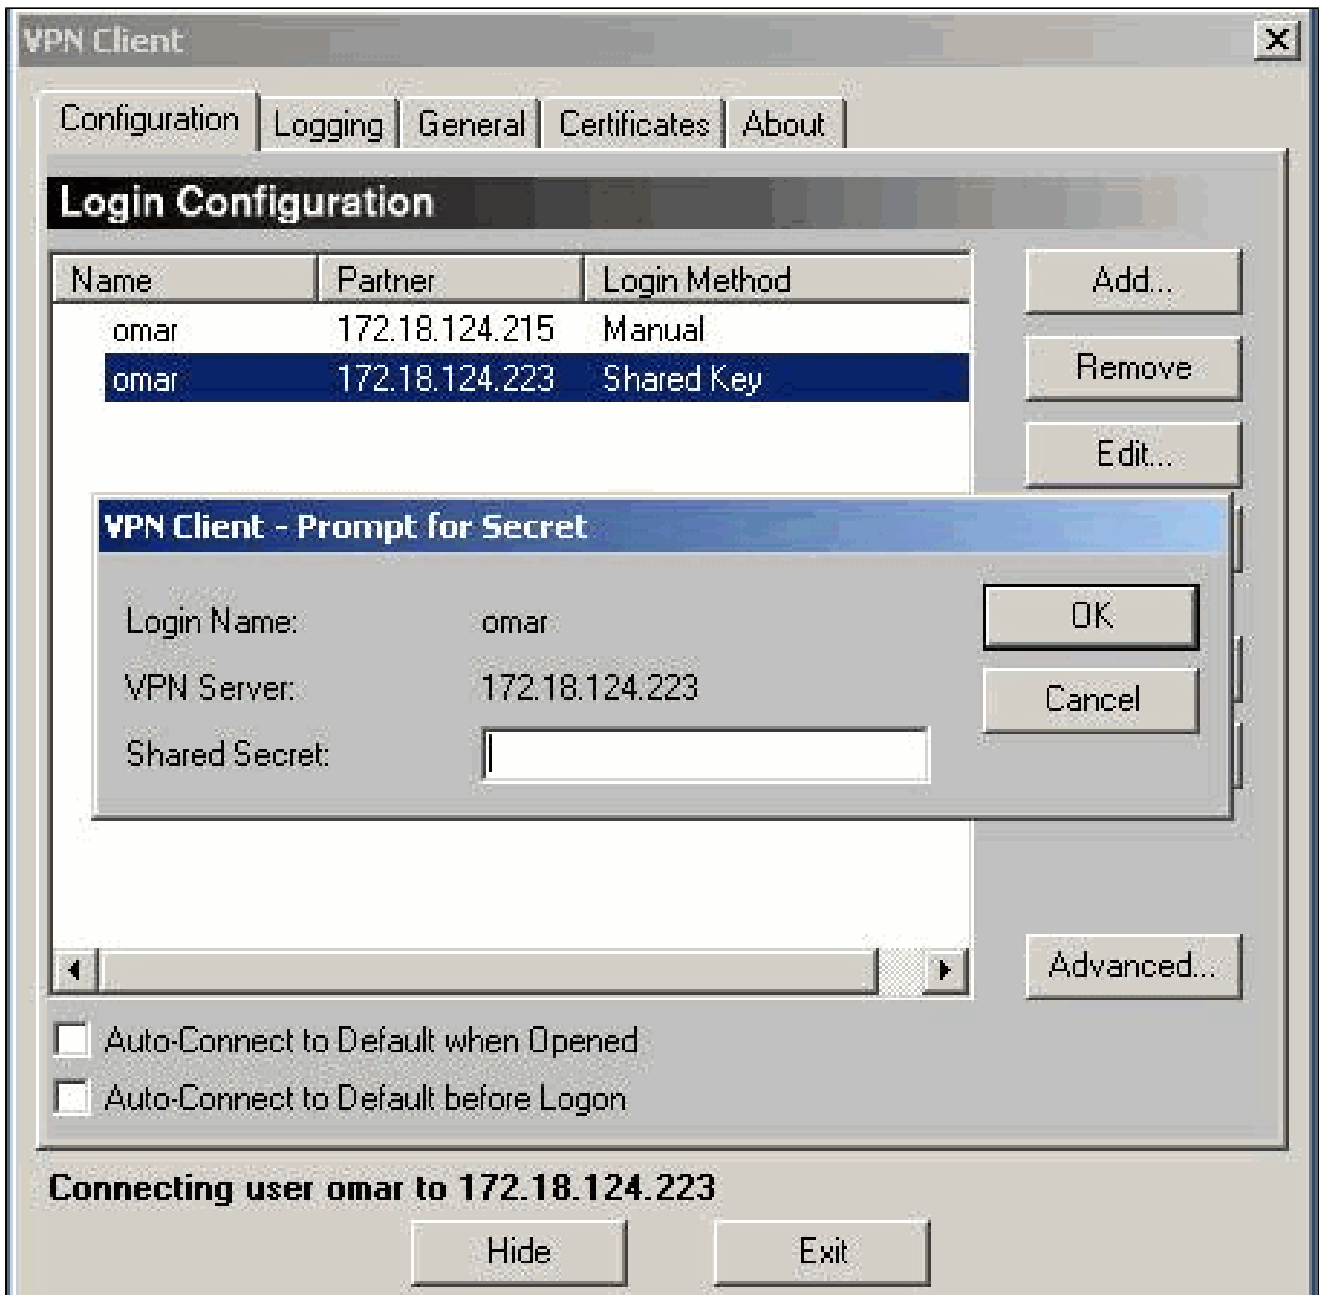 VPN Client
Configuration Logging General Certificates About
Login Configuration
Name Partner Login Method
omar 172.18.124.215 Manual
omar 172.18.124.223 Shared Key
Add...
Remove
Edit...
VPN Client - Prompt for Secret
Login Name: omar
VPN Server: 172.18.124.223
Shared Secret:
OK
Cancel
Advanced...
Auto-Connect to Default when Opened
Auto-Connect to Default before Logon
Connecting user omar to 172.18.124.223
Hide Exit